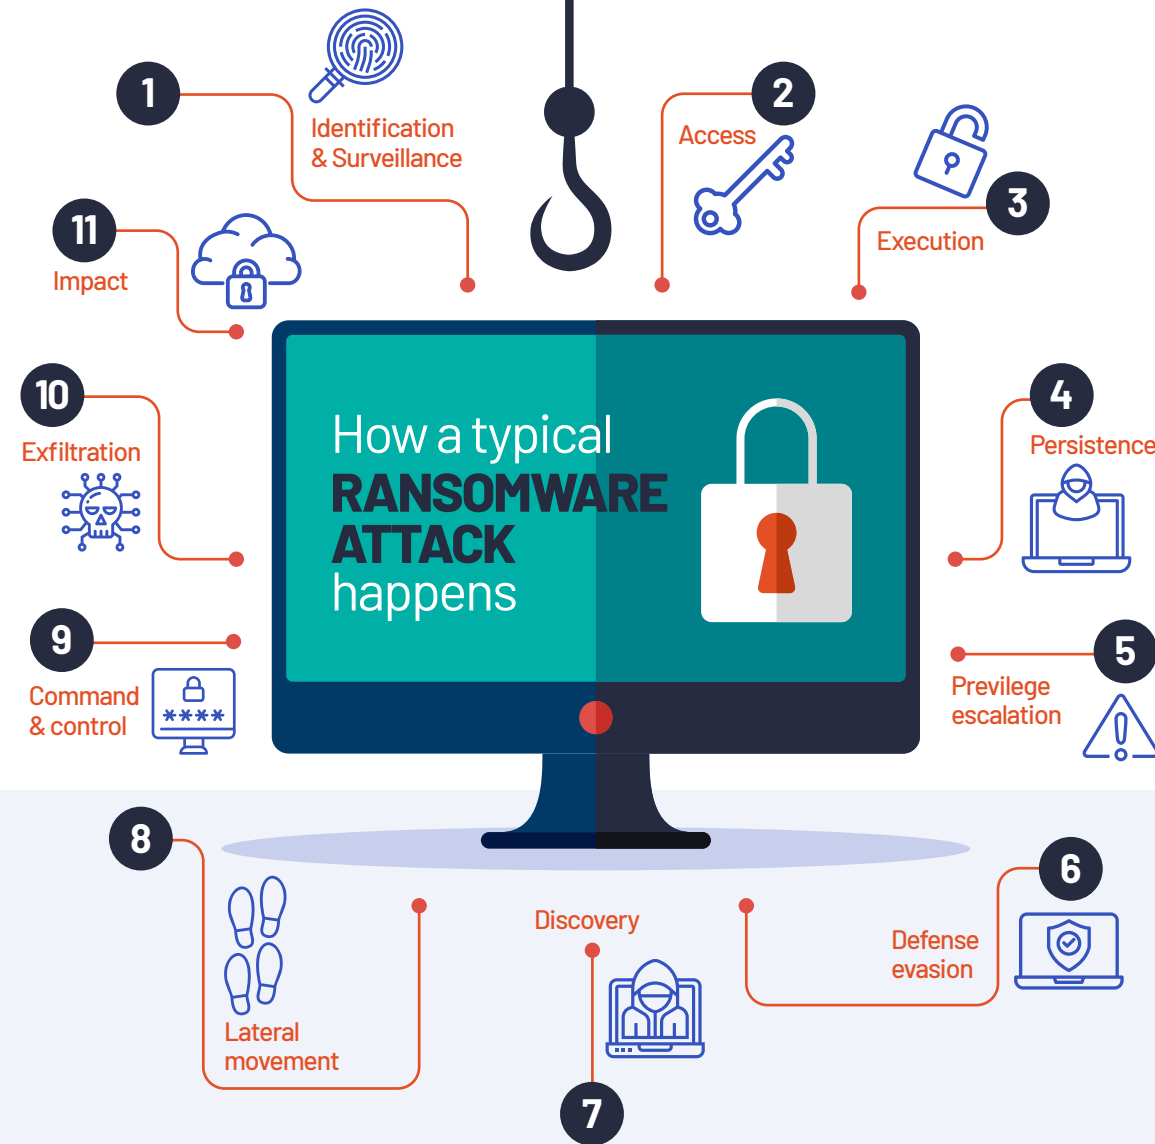 How a typical
RANSOMWARE
ATTACK
happens
1
Identification
& Surveillance
2
Access
3
Execution
4
Persistence
5
Previlege
escalation
6
Defense
evasion
7
Discovery
8
Lateral
movement
9
Command
& control
****
10
Exfiltration
11
Impact